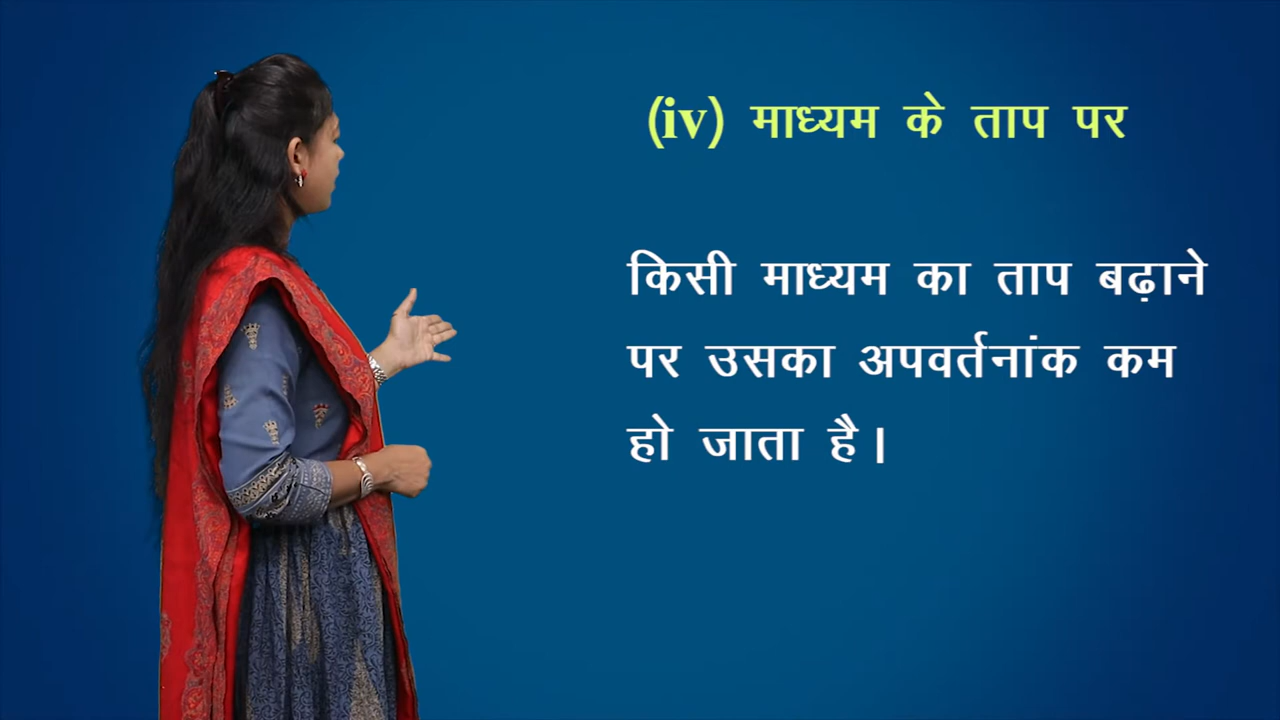 (iv) माध्यम के ताप पर
किसी माध्यम का ताप बढ़ाने
पर उसका अपवर्तनांक कम
हो जाता है।